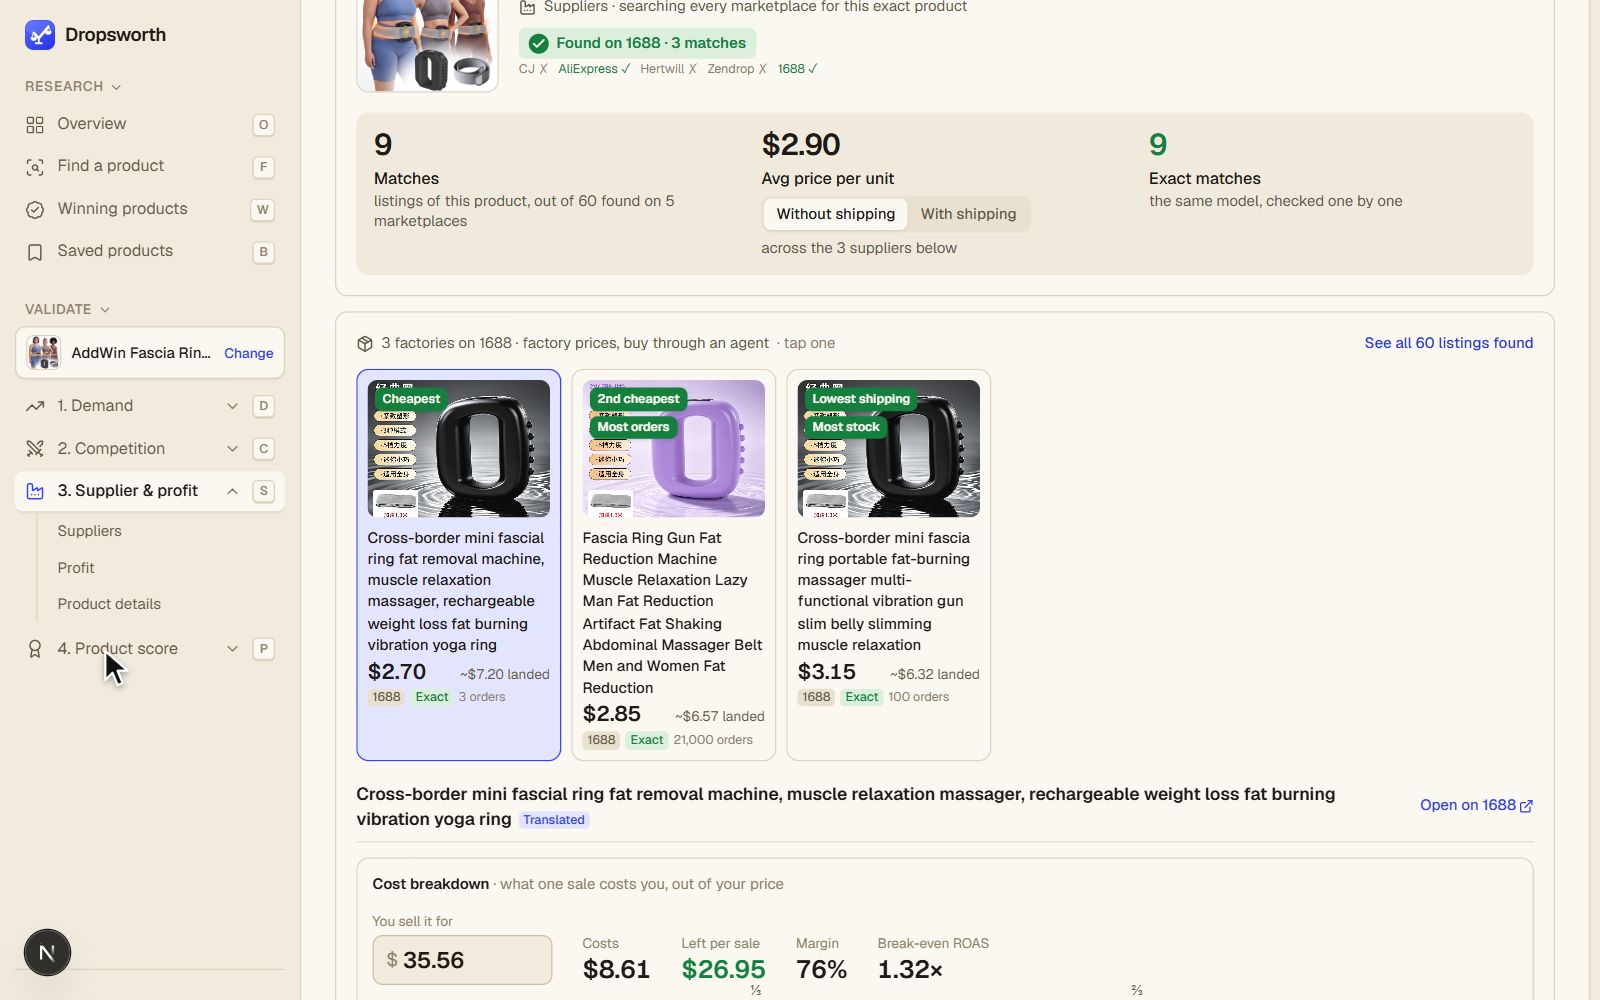 Dropsworth
RESEARCH
Overview
O
Find a product
F
Winning products
W
Saved products
B
VALIDATE
AddWin Fascia Rin...
Change
1. Demand
D
2. Competition
C
3. Supplier & profit
S
Suppliers
Profit
Product details
4. Product score
P
N
Suppliers · searching every marketplace for this exact product
Found on 1688 · 3 matches
CJ ✗ AliExpress ✓ Hertwill ✗ Zendrop ✗ 1688 ✓
9
Matches
listings of this product, out of 60 found on 5
marketplaces
$2.90
Avg price per unit
Without shipping
With shipping
across the 3 suppliers below
9
Exact matches
the same model, checked one by one
3 factories on 1688 · factory prices, buy through an agent · tap one
See all 60 listings found
Cheapest
Cross-border mini fascial
ring fat removal machine,
muscle relaxation
massager, rechargeable
weight loss fat burning
vibration yoga ring
$2.70
~$7.20 landed
1688 Exact 3 orders
2nd cheapest
Most orders
Fascia Ring Gun Fat
Reduction Machine
Muscle Relaxation Lazy
Man Fat Reduction
Artifact Fat Shaking
Abdominal Massager Belt
Men and Women Fat
Reduction
$2.85
~$6.57 landed
1688 Exact 21,000 orders
Lowest shipping
Most stock
Cross-border mini fascia
ring portable fat-burning
massager multi-
functional vibration gun
slim belly slimming
muscle relaxation
$3.15
~$6.32 landed
1688 Exact 100 orders
Cross-border mini fascial ring fat removal machine, muscle relaxation massager, rechargeable weight loss fat burning
vibration yoga ring Translated
Open on 1688
Cost breakdown · what one sale costs you, out of your price
You sell it for
$ 35.56
Costs
$8.61
Left per sale
$26.95
Margin
76%
Break-even ROAS
1.32×
⅓
⅔